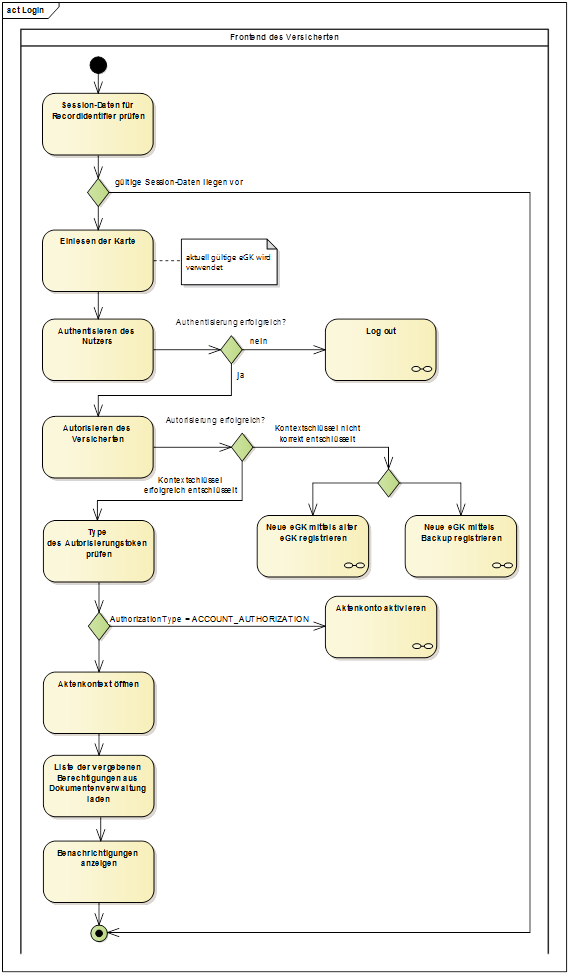 act Login
Frontend des Versicherten
Session-Daten für
Recordidentifier prüfen
gültige Session-Daten liegen vor
Einlesen der Karte
aktuell gültige eGK wird
verwendet
Authentisieren des
Nutzers
Authentisierung erfolgreich?
nein
ja
Log out
Autorisieren des
Versicherten
Autorisierung erfolgreich?
Kontextschlüssel nicht
korrekt entschlüsselt
Kontextschlüssel
erfolgreich entschlüsselt
Neue eGK mittels alter
eGK registrieren
Neue eGK mittels
Backup registrieren
Type
des Autorisierungstoken
prüfen
AuthorizationType = ACCOUNT_AUTHORIZATION
Aktenkonto aktivieren
Aktenkontext öffnen
Liste der vergebenen
Berechtigungen aus
Dokumentenverwaltung
laden
Benachrichtigungen
anzeigen